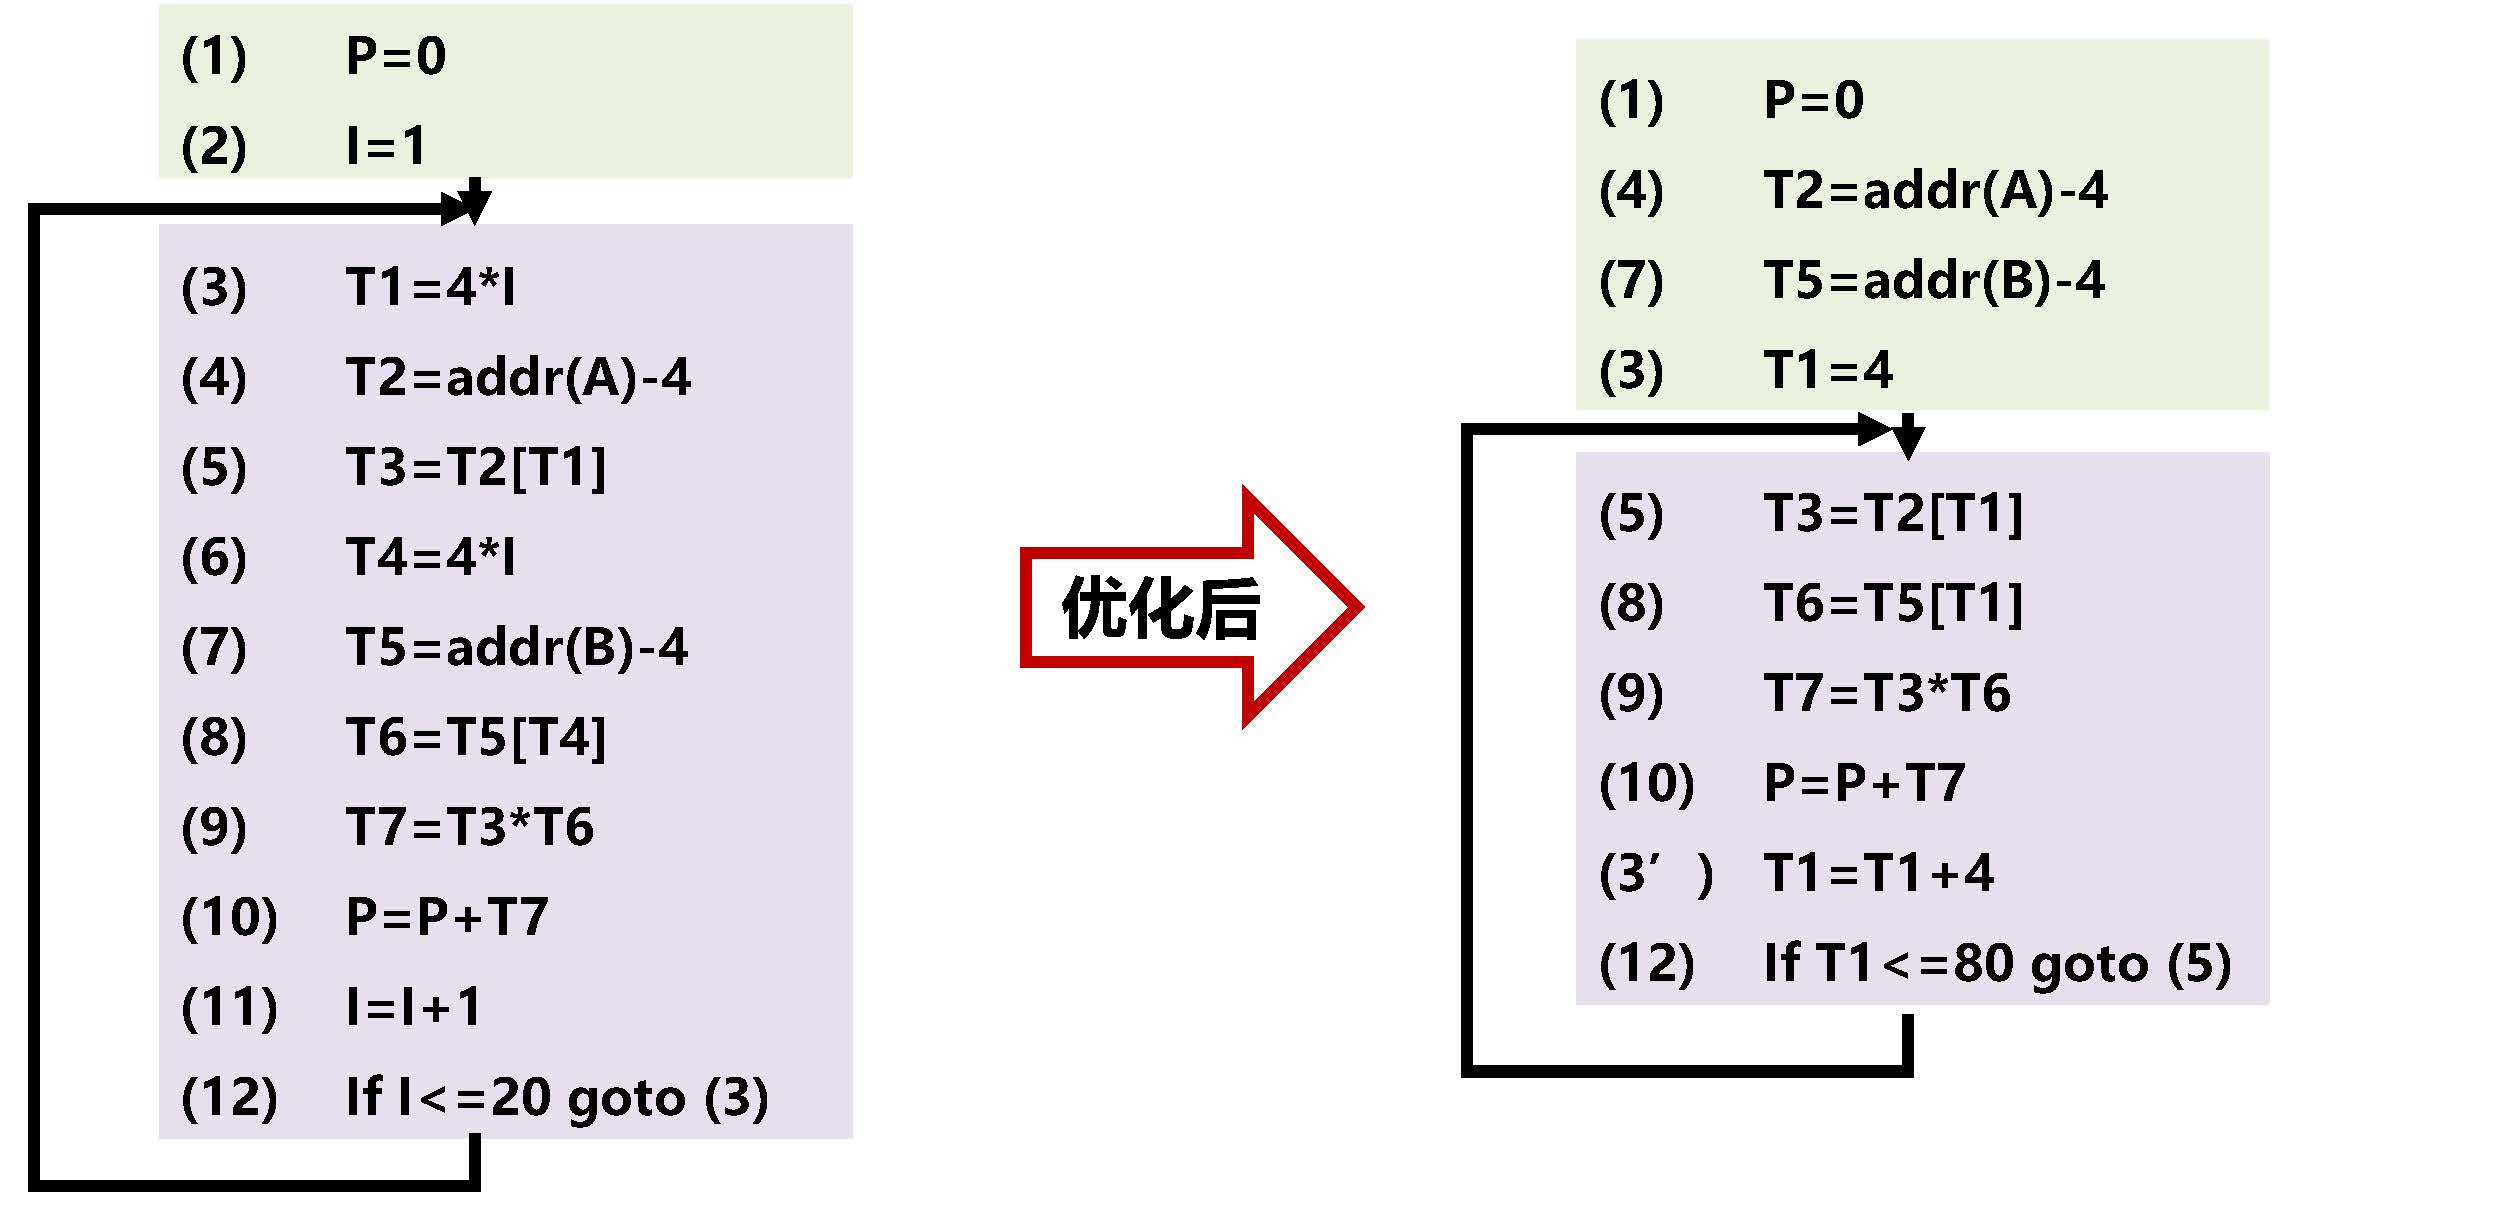 (1) P=0
(2) I=1
(3) T1=4*I
(4) T2=addr(A)-4
(5) T3=T2[T1]
(6) T4=4*I
(7) T5=addr(B)-4
(8) T6=T5[T4]
(9) T7=T3*T6
(10) P=P+T7
(11) I=I+1
(12) If I<=20 goto (3)
优化后
(1) P=0
(4) T2=addr(A)-4
(7) T5=addr(B)-4
(3) T1=4
(5) T3=T2[T1]
(8) T6=T5[T1]
(9) T7=T3*T6
(10) P=P+T7
(3′) T1=T1+4
(12) If T1<=80 goto (5)